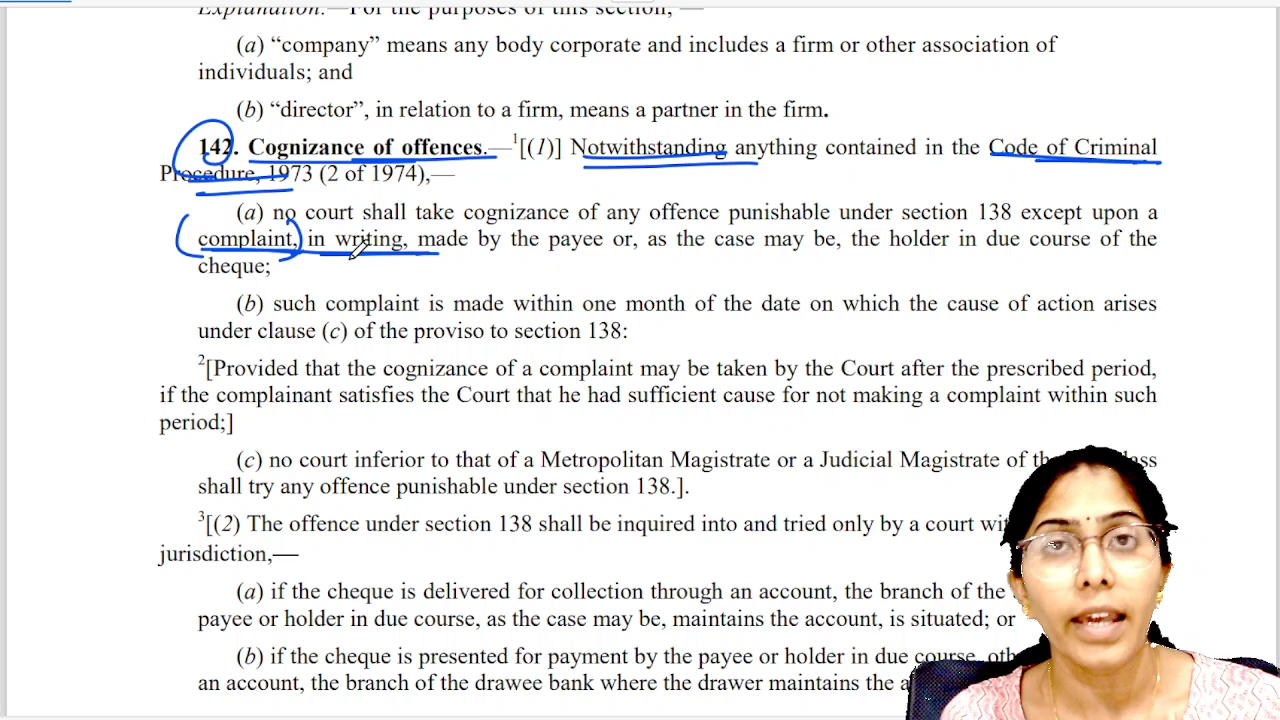 Explanation.—For the purposes of this section, —
(a) “company” means any body corporate and includes a firm or other association of
individuals; and
(b) “director”, in relation to a firm, means a partner in the firm.
142. Cognizance of offences.—1[(1)] Notwithstanding anything contained in the Code of Criminal
Procedure, 1973 (2 of 1974),—
(a) no court shall take cognizance of any offence punishable under section 138 except upon a
complaint, in writing, made by the payee or, as the case may be, the holder in due course of the
cheque;
(b) such complaint is made within one month of the date on which the cause of action arises
under clause (c) of the proviso to section 138:
2[Provided that the cognizance of a complaint may be taken by the Court after the prescribed period,
if the complainant satisfies the Court that he had sufficient cause for not making a complaint within such
period;]
(c) no court inferior to that of a Metropolitan Magistrate or a Judicial Magistrate of
shall try any offence punishable under section 138.].
3[(2) The offence under section 138 shall be inquired into and tried only by a court
jurisdiction,—
(a) if the cheque is delivered for collection through an account, the branch of the
payee or holder in due course, as the case may be, maintains the account, is situated; or
(b) if the cheque is presented for payment by the payee or holder in due course,
an account, the branch of the drawee bank where the drawer maintains the